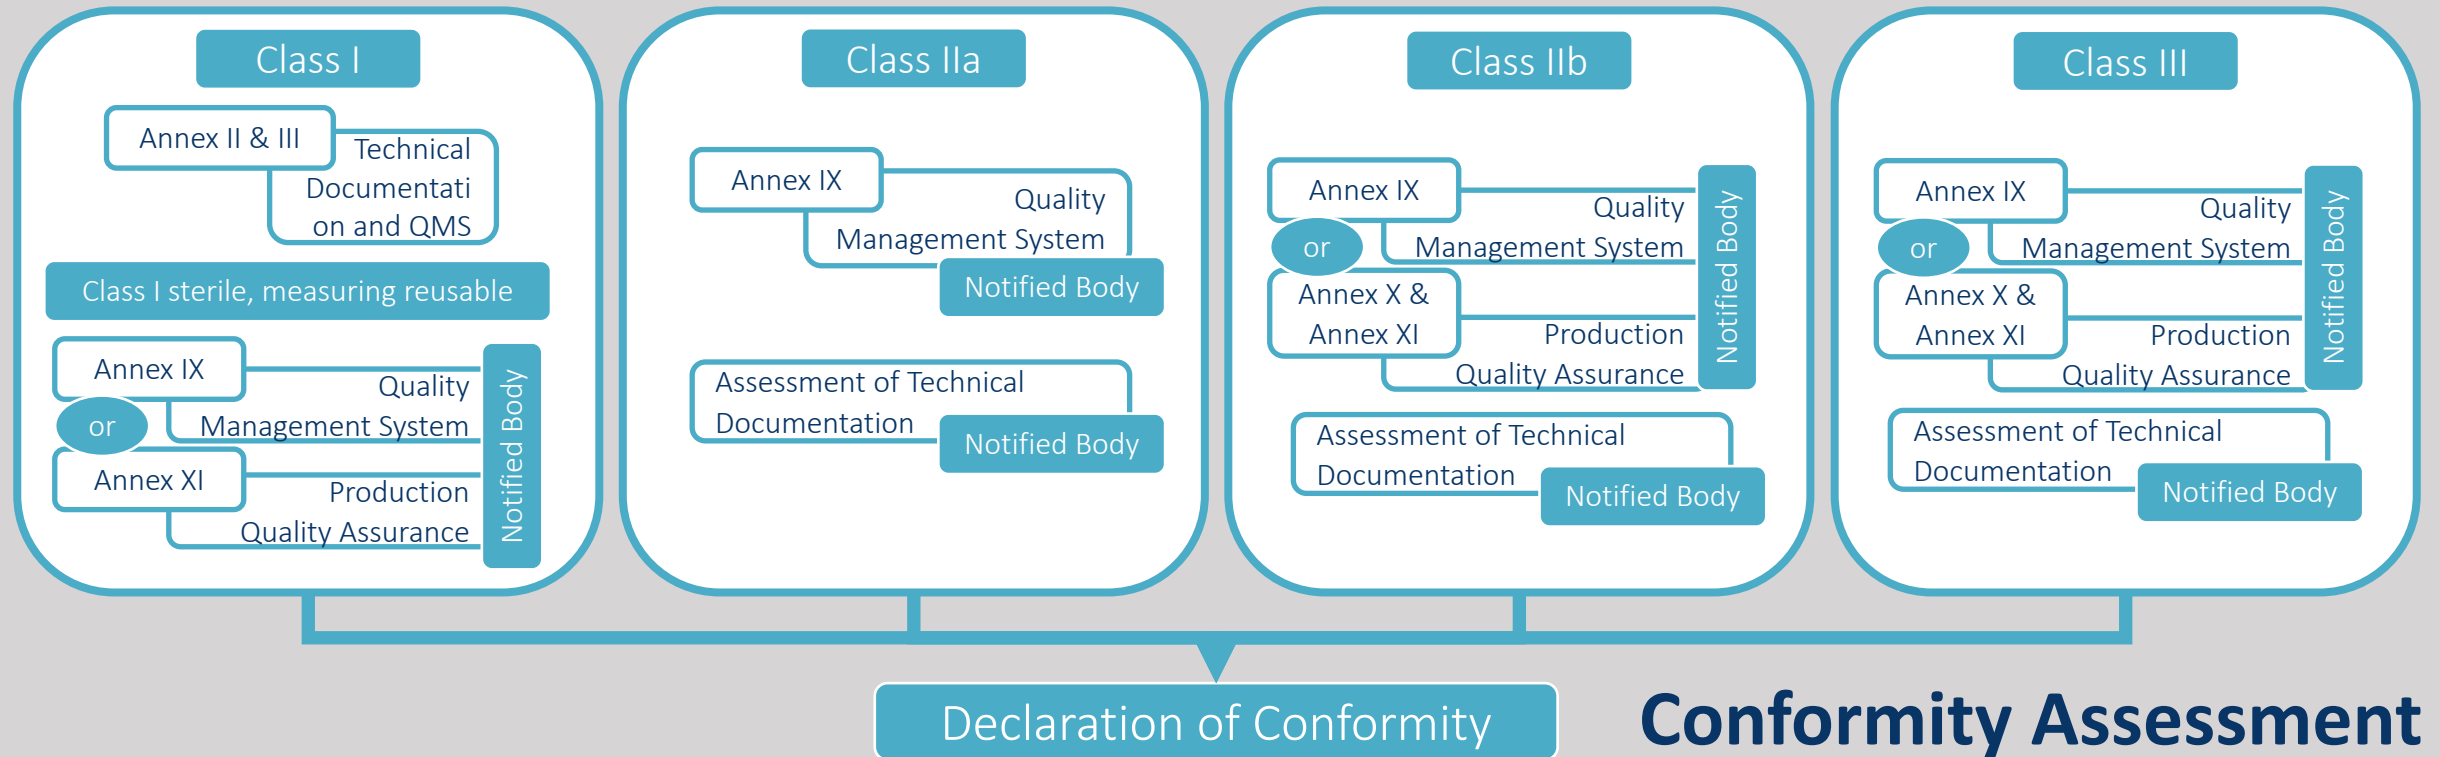 Class I
Annex II & III
Technical
Documentati
on and QMS
Class I sterile, measuring reusable
Annex IX
Quality
Management System
or
Annex XI
Production
Quality Assurance
Notified Body
Class IIa
Annex IX
Quality
Management System
Notified Body
Assessment of Technical
Documentation
Notified Body
Class IIb
Annex IX
Quality
Management System
or
Annex X &
Annex XI
Production
Quality Assurance
Notified Body
Assessment of Technical
Documentation
Notified Body
Class III
Annex IX
Quality
Management System
or
Annex X &
Annex XI
Production
Quality Assurance
Notified Body
Assessment of Technical
Documentation
Notified Body
Declaration of Conformity
Conformity Assessment